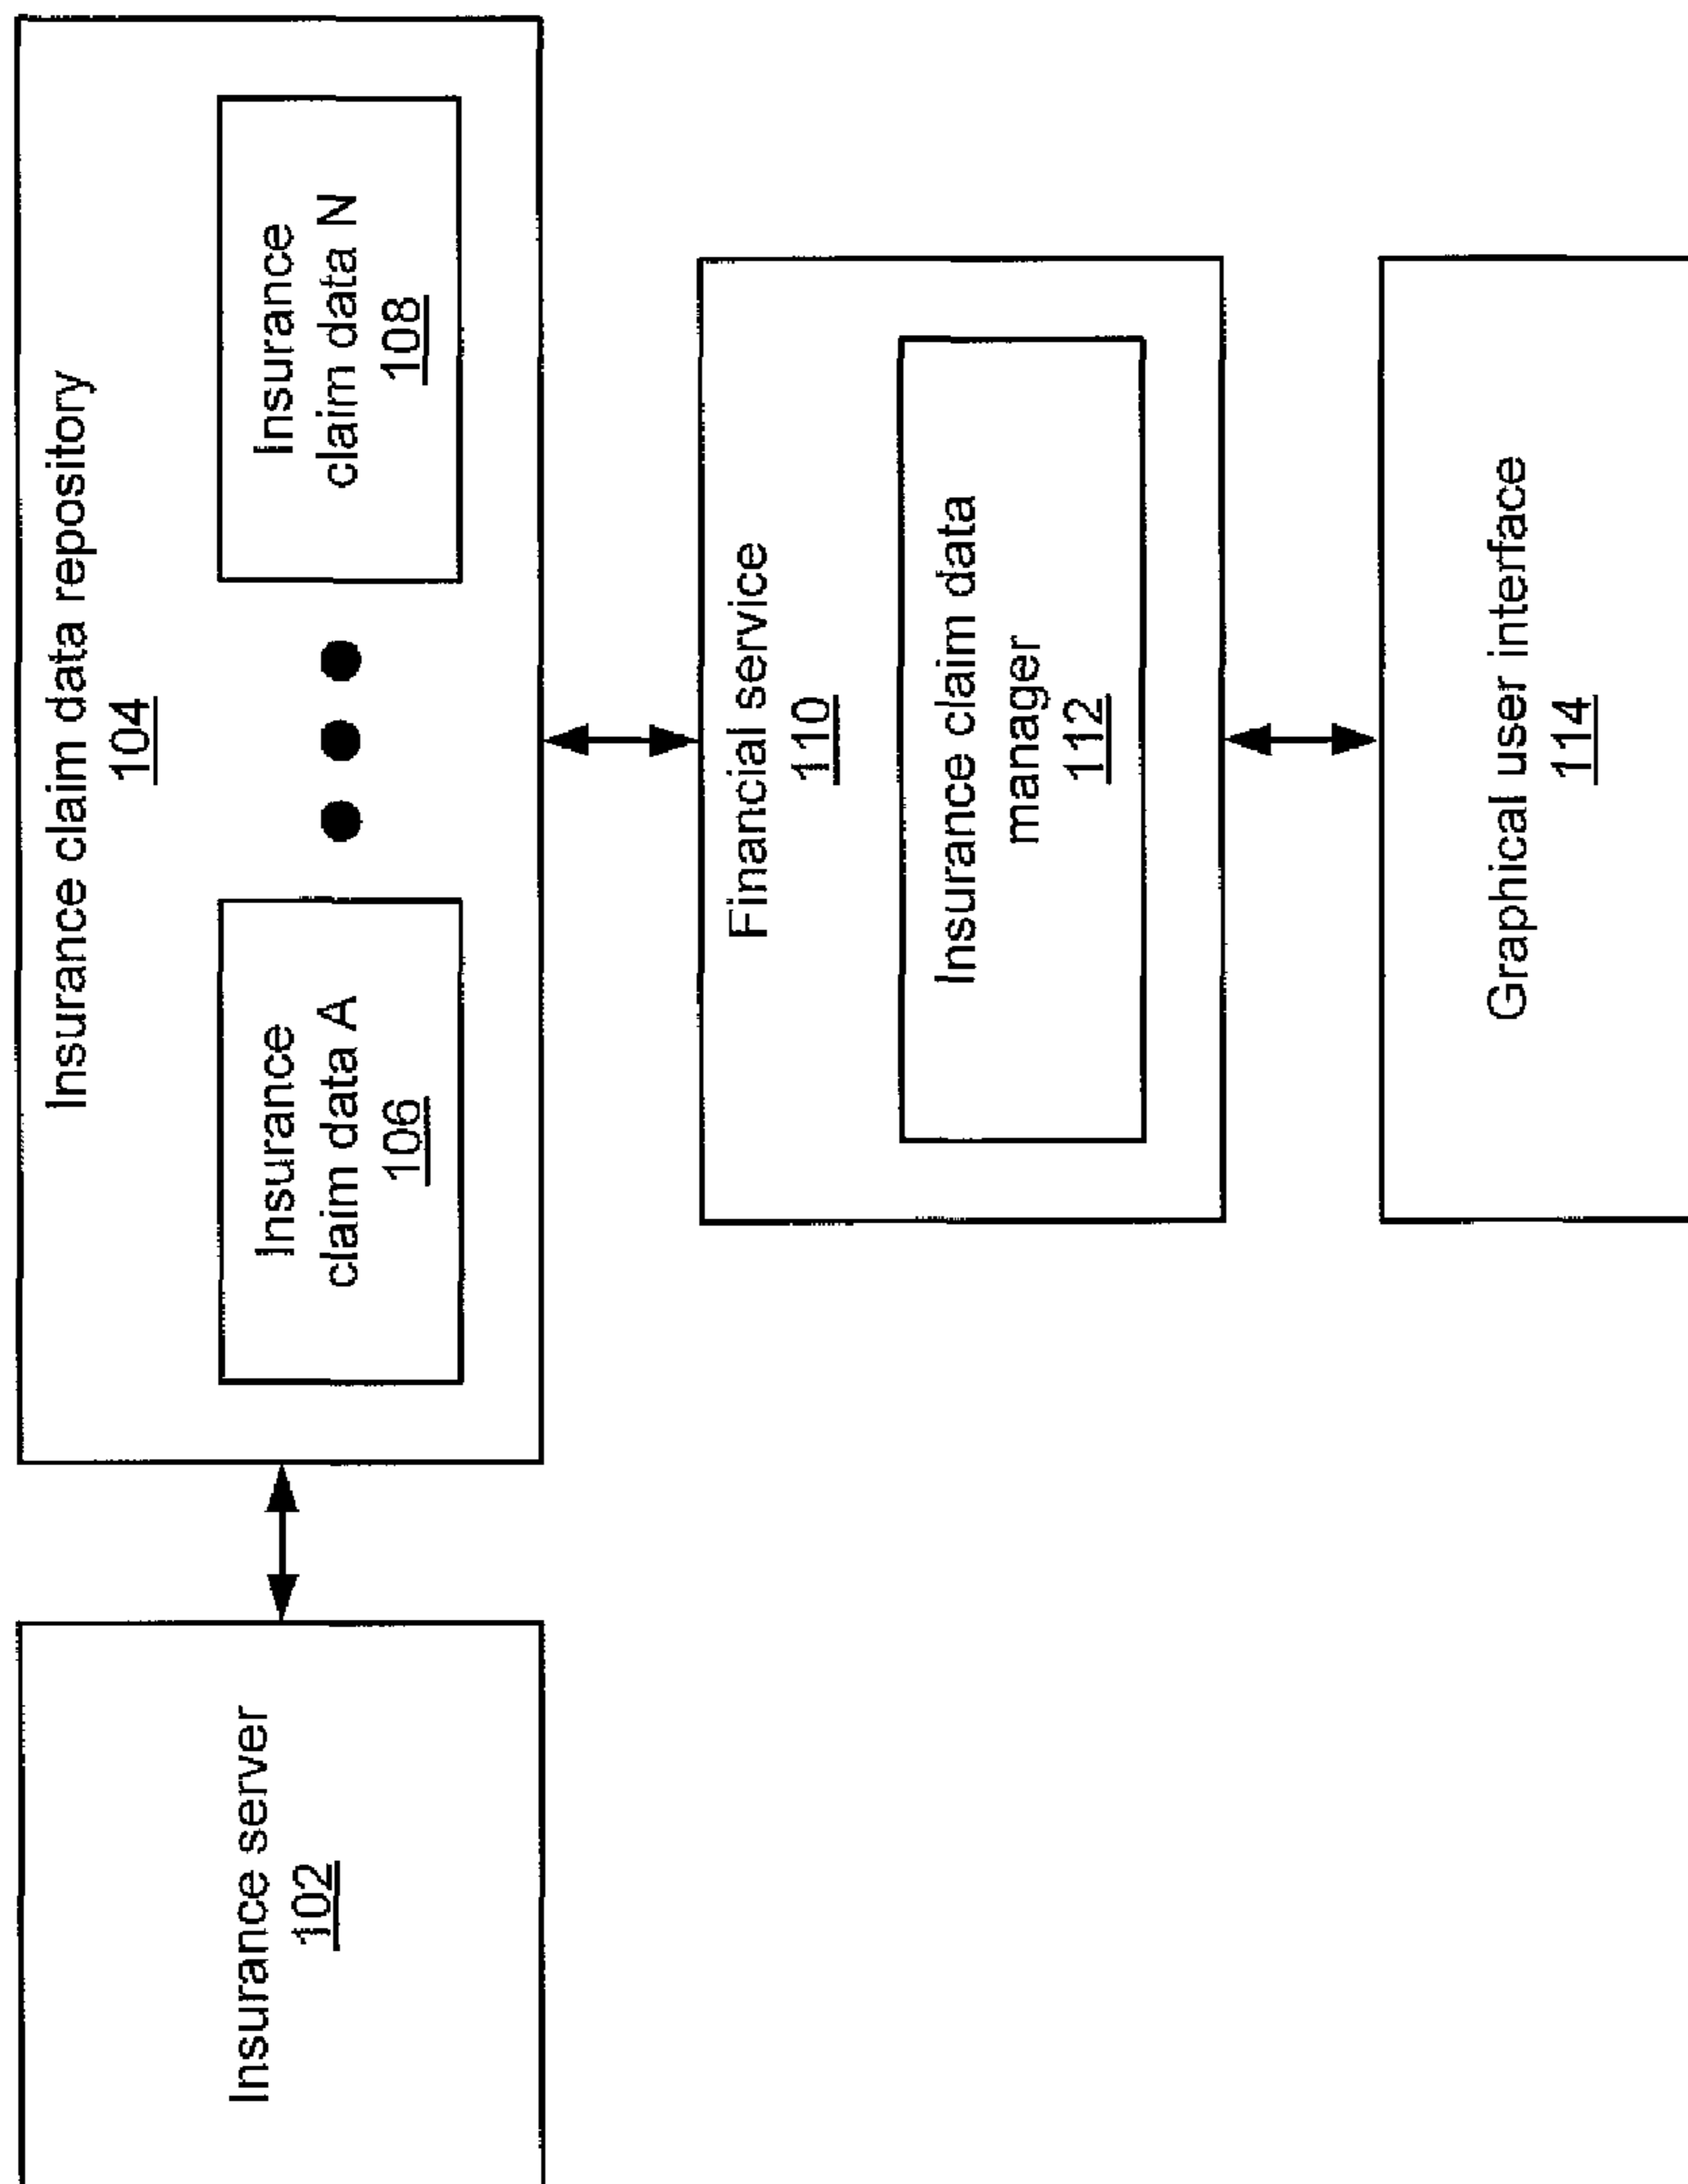 Insurance server
102
Insurance claim data repository
104
Insurance
claim data A
106
Insurance
claim data N
108
Financial service
110
Insurance claim data
manager
112
Graphical user interface
114